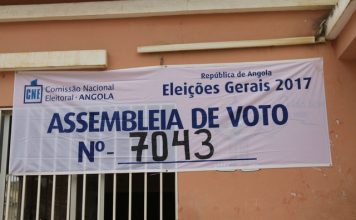 CNE
Comissão Nacional
Eleitoral - ANGOLA
República de Angola
Eleições Gerais 2017
ASSEMBLEIA DE VOTO
Nº- 7043